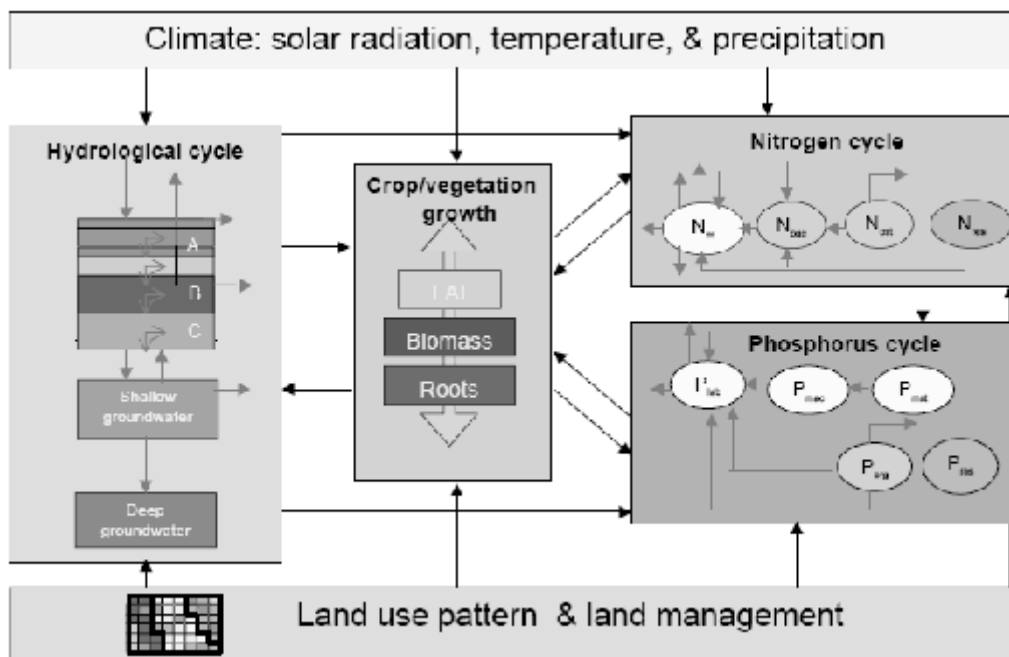 Climate: solar radiation, temperature, & precipitation
Hydrological cycle
A
B
C
Shallow
groundwater
Deep
groundwater
Crop/vegetation
growth
LAI
Biomass
Roots
Nitrogen cycle
N
N
N
N
Phosphorus cycle
P
P
P
P
P
Land use pattern & land management